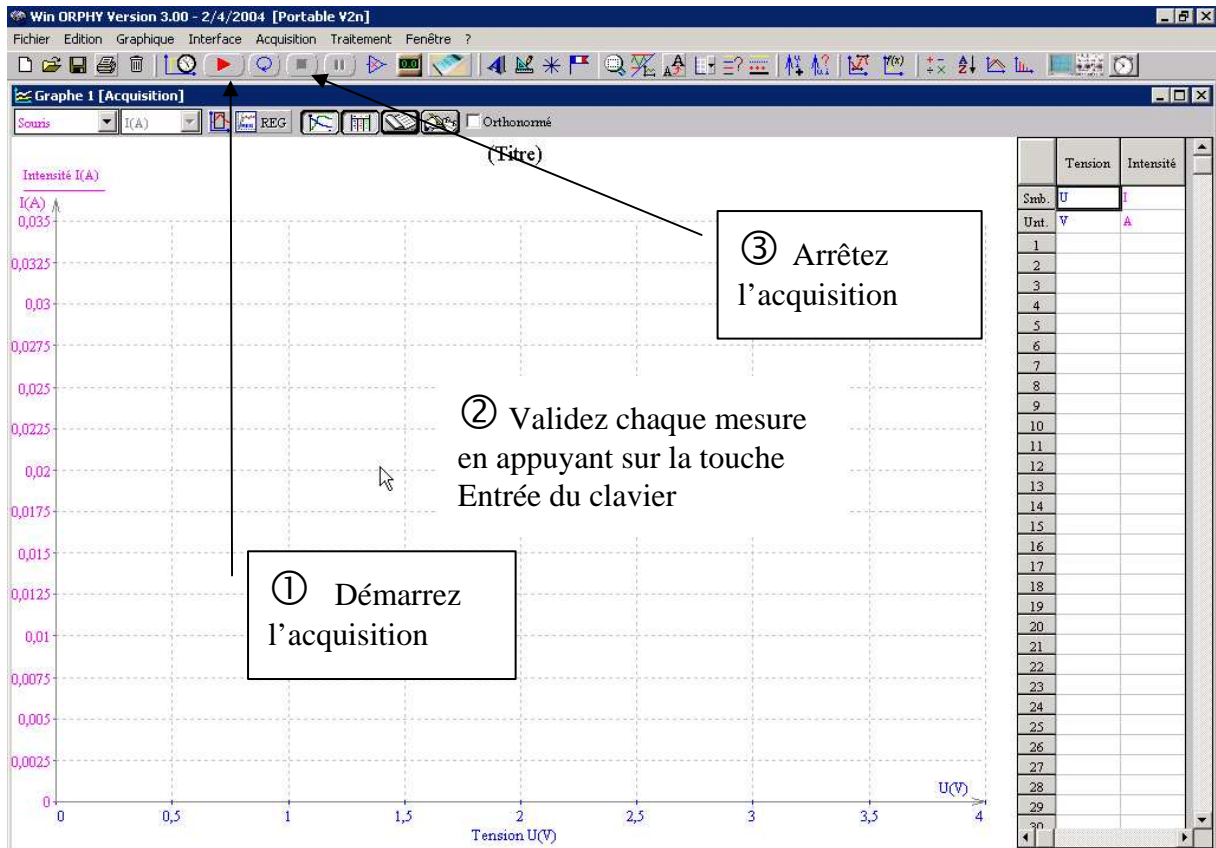 Win ORPHY Version 3.00 - 2/4/2004 [Portable V2n]
Fichier Edition Graphique Interface Acquisition Traitement Fenêtre ?
Graphe 1 [Acquisition]
Souris I(A) REG Orthonormé
(Titre)
Intensité I(A)
I(A)
0,035
0,0325
0,03
0,0275
0,025
0,0225
0,02
0,0175
0,015
0,0125
0,01
0,0075
0,005
0,0025
0
③ Arrêtez
l’acquisition
② Validez chaque mesure
en appuyant sur la touche
Entrée du clavier
① Démarrez
l’acquisition
U(V)
0 0,5 1 1,5 2 2,5 3 3,5 4
Tension U(V)
Tension Intensité
Smb. U I
Unt. V A
1
2
3
4
5
6
7
8
9
10
11
12
13
14
15
16
17
18
19
20
21
22
23
24
25
26
27
28
29
30